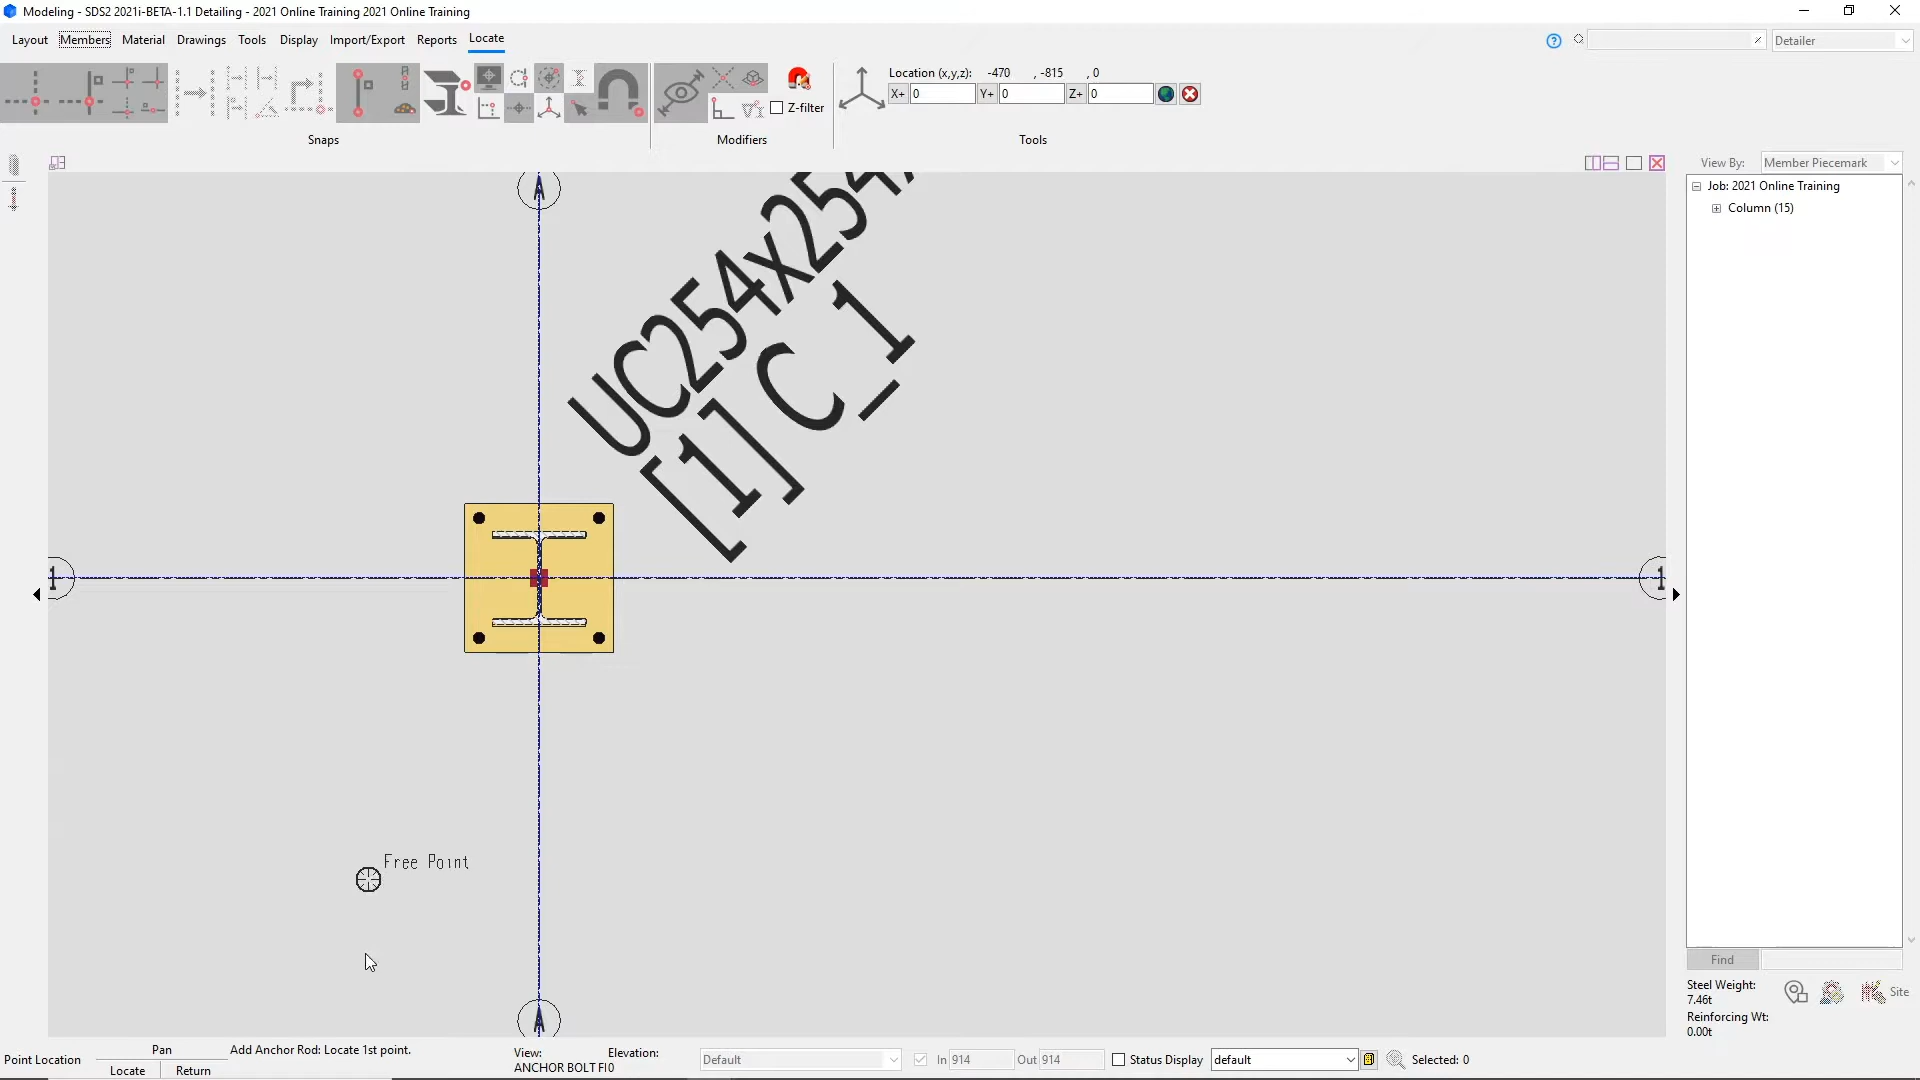 Modeling - SDS2 2021i-BETA-1.1 Detailing - 2021 Online Training 2021 Online Training
Layout Members Material Drawings Tools Display Import/Export Reports Locate
Detailer
Location (x,y,z): -470 , -815 , 0
X+ 0 Y+ 0 Z+ 0
Z-filter
Snaps Modifiers Tools
View By: Member Piecemark
Job: 2021 Online Training
Column (15)
A
UC254x254
[1] C_1
1
1
Free Point
A
Find
Steel Weight:
7.46t
Site
Reinforcing Wt:
0.00t
Point Location
Pan
Locate Return
Add Anchor Rod: Locate 1st point.
View: Elevation:
ANCHOR BOLT Fl0
Default
In 914 Out 914
Status Display default
Selected: 0